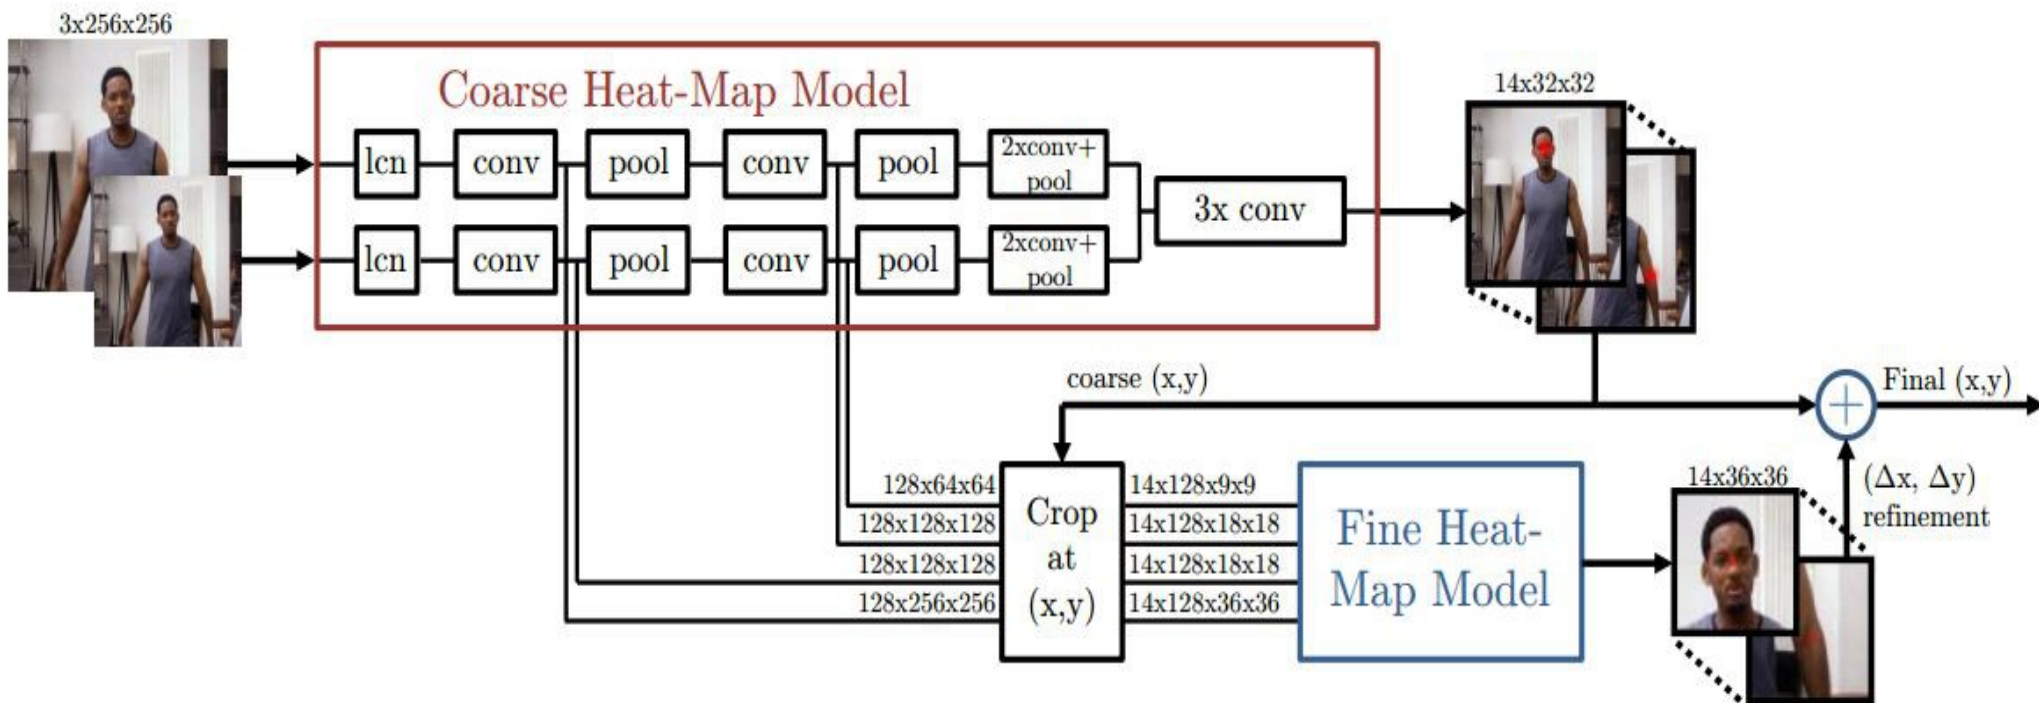 3x256x256
Coarse Heat-Map Model
lcn
conv
pool
conv
pool
2xconv+
pool
lcn
conv
pool
conv
pool
2xconv+
pool
3x conv
14x32x32
coarse (x,y)
Final (x,y)
128x64x64
128x128x128
128x128x128
128x256x256
Crop
at
(x,y)
14x128x9x9
14x128x18x18
14x128x18x18
14x128x36x36
Fine Heat-
Map Model
14x36x36
(Δx, Δy)
refinement